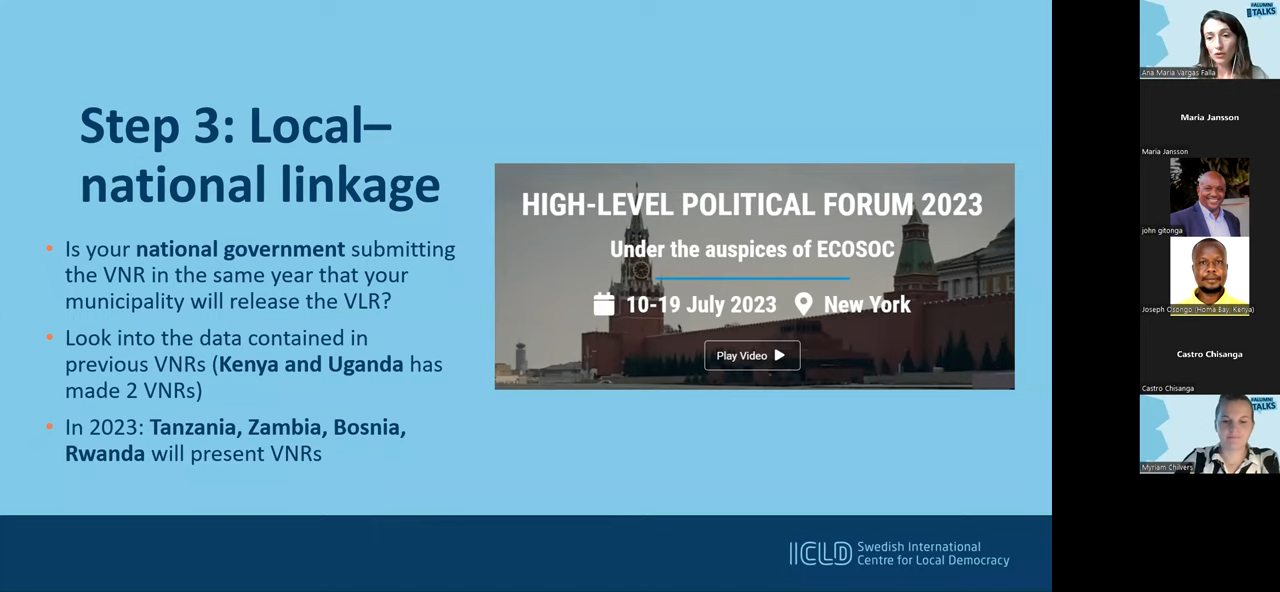 Step 3: Local–
national linkage
• Is your national government submitting
the VNR in the same year that your
municipality will release the VLR?
• Look into the data contained in
previous VNRs (Kenya and Uganda has
made 2 VNRs)
• In 2023: Tanzania, Zambia, Bosnia,
Rwanda will present VNRs
HIGH-LEVEL POLITICAL FORUM 2023
Under the auspices of ECOSOC
10-19 July 2023 New York
Play Video
ICLD Swedish International
Centre for Local Democracy
TALKS
Ana Maria Vargas Falla
Maria Jansson
Maria Jansson
john gitonga
Joseph Osongo (Homa Bay, Kenya)
Castro Chisanga
Castro Chisanga
TALKS
Myriam Chilvers